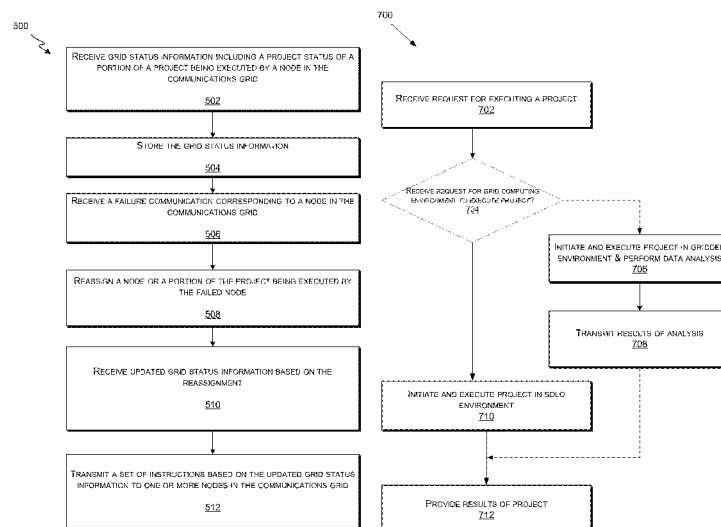 500
RECEIVE GRID STATUS INFORMATION INCLUDING A PROJECT STATUS OF A
PORTION OF A PROJECT BEING EXECUTED BY A NODE IN THE
COMMUNICATIONS GRID
502
STORE THE GRID STATUS INFORMATION
504
RECEIVE A FAILURE COMMUNICATION CORRESPONDING TO A NODE IN THE
COMMUNICATIONS GRID
506
REASSIGN A NODE OR A PORTION OF THE PROJECT BEING EXECUTED BY
THE FAILED NODE
508
RECEIVE UPDATED GRID STATUS INFORMATION BASED ON THE
REASSIGNMENT
510
TRANSMIT A SET OF INSTRUCTIONS BASED ON THE UPDATED GRID STATUS
INFORMATION TO ONE OR MORE NODES IN THE COMMUNICATIONS GRID
512
700
RECEIVE REQUEST FOR EXECUTING A PROJECT
702
RECEIVE REQUEST FOR GRID COMPUTING
ENVIRONMENT TO EXECUTE PROJECT?
704
INITIATE AND EXECUTE PROJECT IN GRIDDED
ENVIRONMENT & PERFORM DATA ANALYSIS
706
TRANSMIT RESULTS OF ANALYSIS
708
INITIATE AND EXECUTE PROJECT IN SOLO
ENVIRONMENT
710
PROVIDE RESULTS OF PROJECT
712